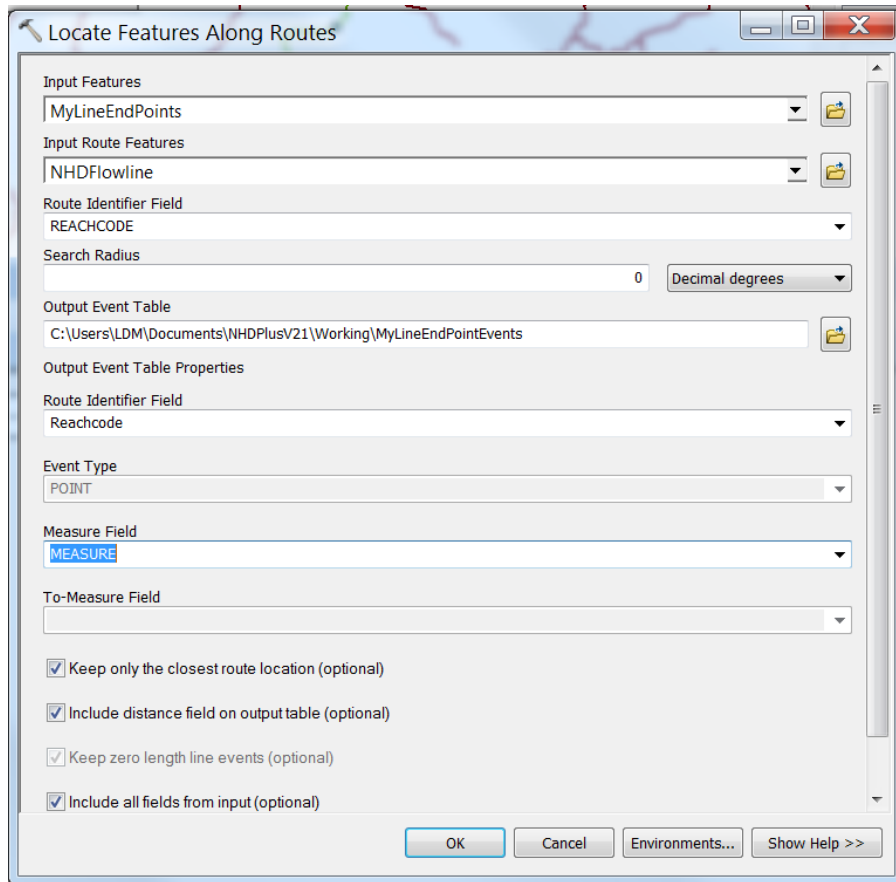 Locate Features Along Routes
Input Features
MyLineEndPoints
Input Route Features
NHDFlowline
Route Identifier Field
REACHCODE
Search Radius
0 Decimal degrees
Output Event Table
C:\Users\LDM\Documents\NHDPlusV21\Working\MyLineEndPointEvents
Output Event Table Properties
Route Identifier Field
Reachcode
Event Type
POINT
Measure Field
MEASURE
To-Measure Field
Keep only the closest route location (optional)
Include distance field on output table (optional)
Keep zero length line events (optional)
Include all fields from input (optional)
OK Cancel Environments... Show Help >>